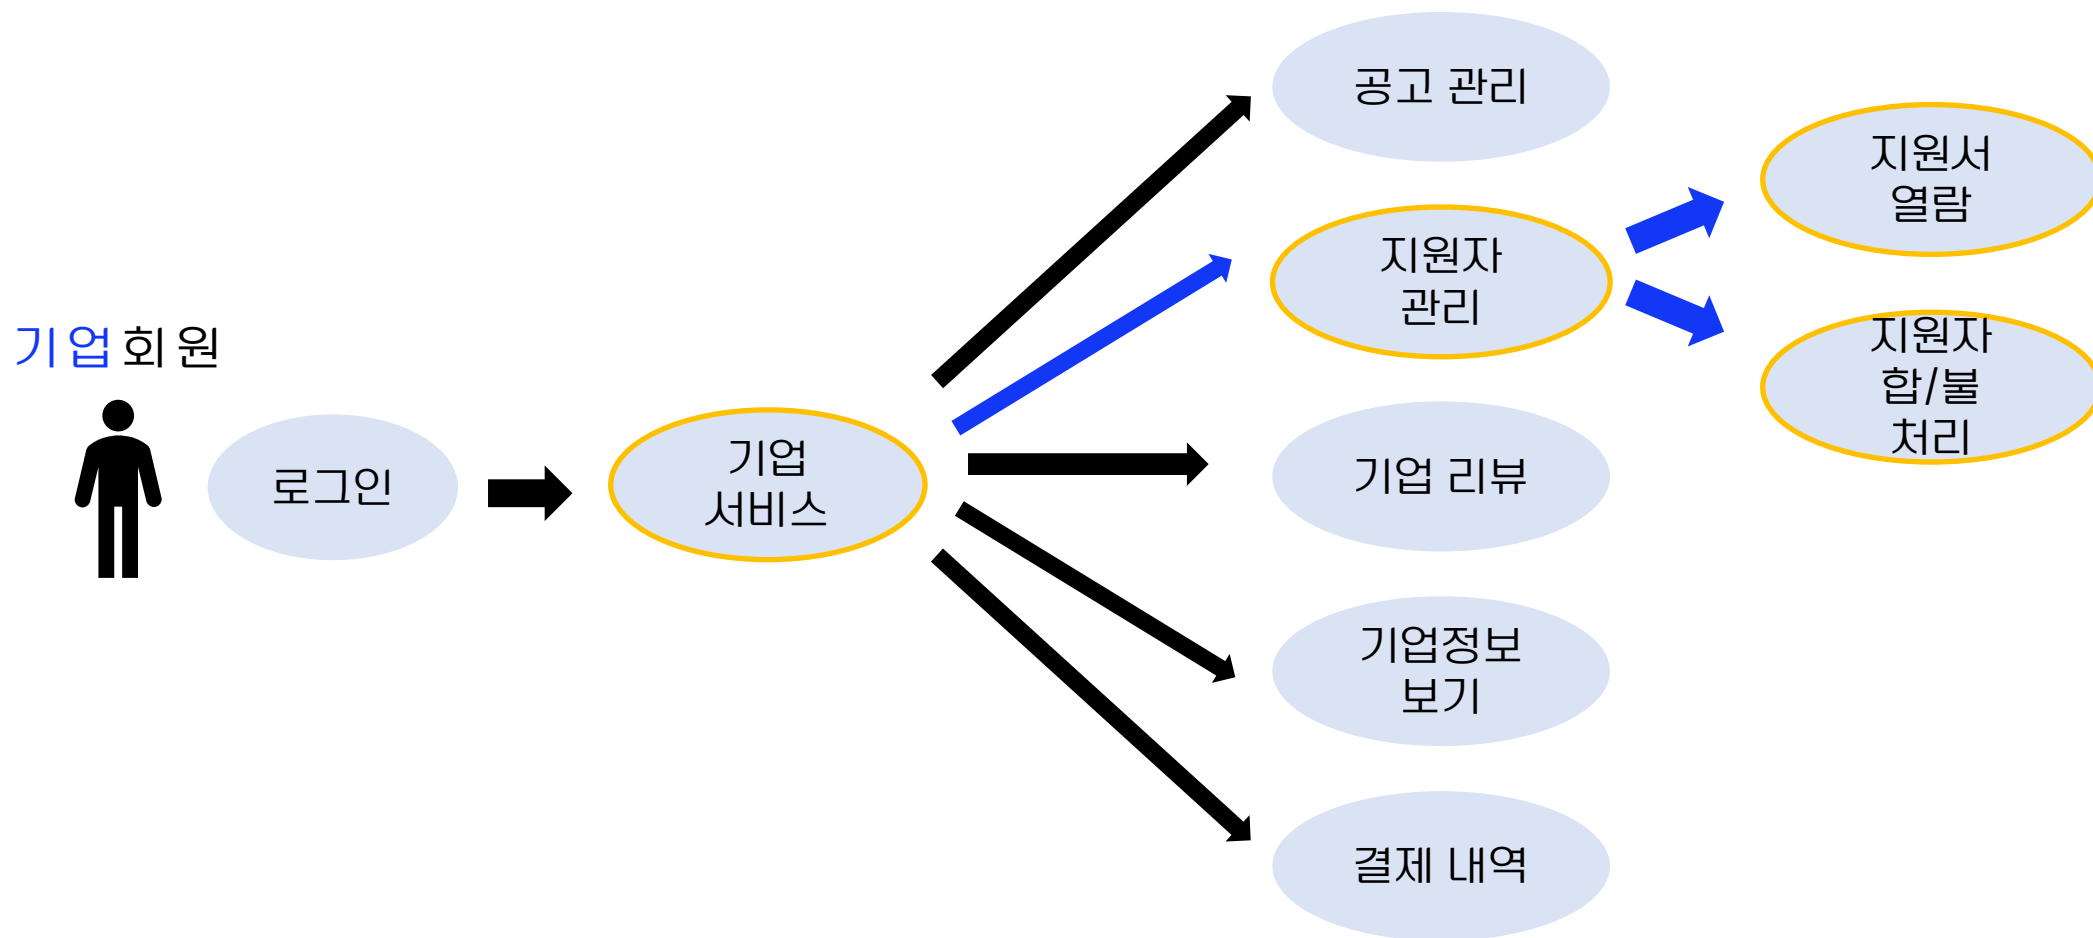 기업회원
로그인
기업
서비스
공고 관리
지원자
관리
기업 리뷰
기업정보
보기
결제 내역
지원서
열람
지원자
합/불
처리